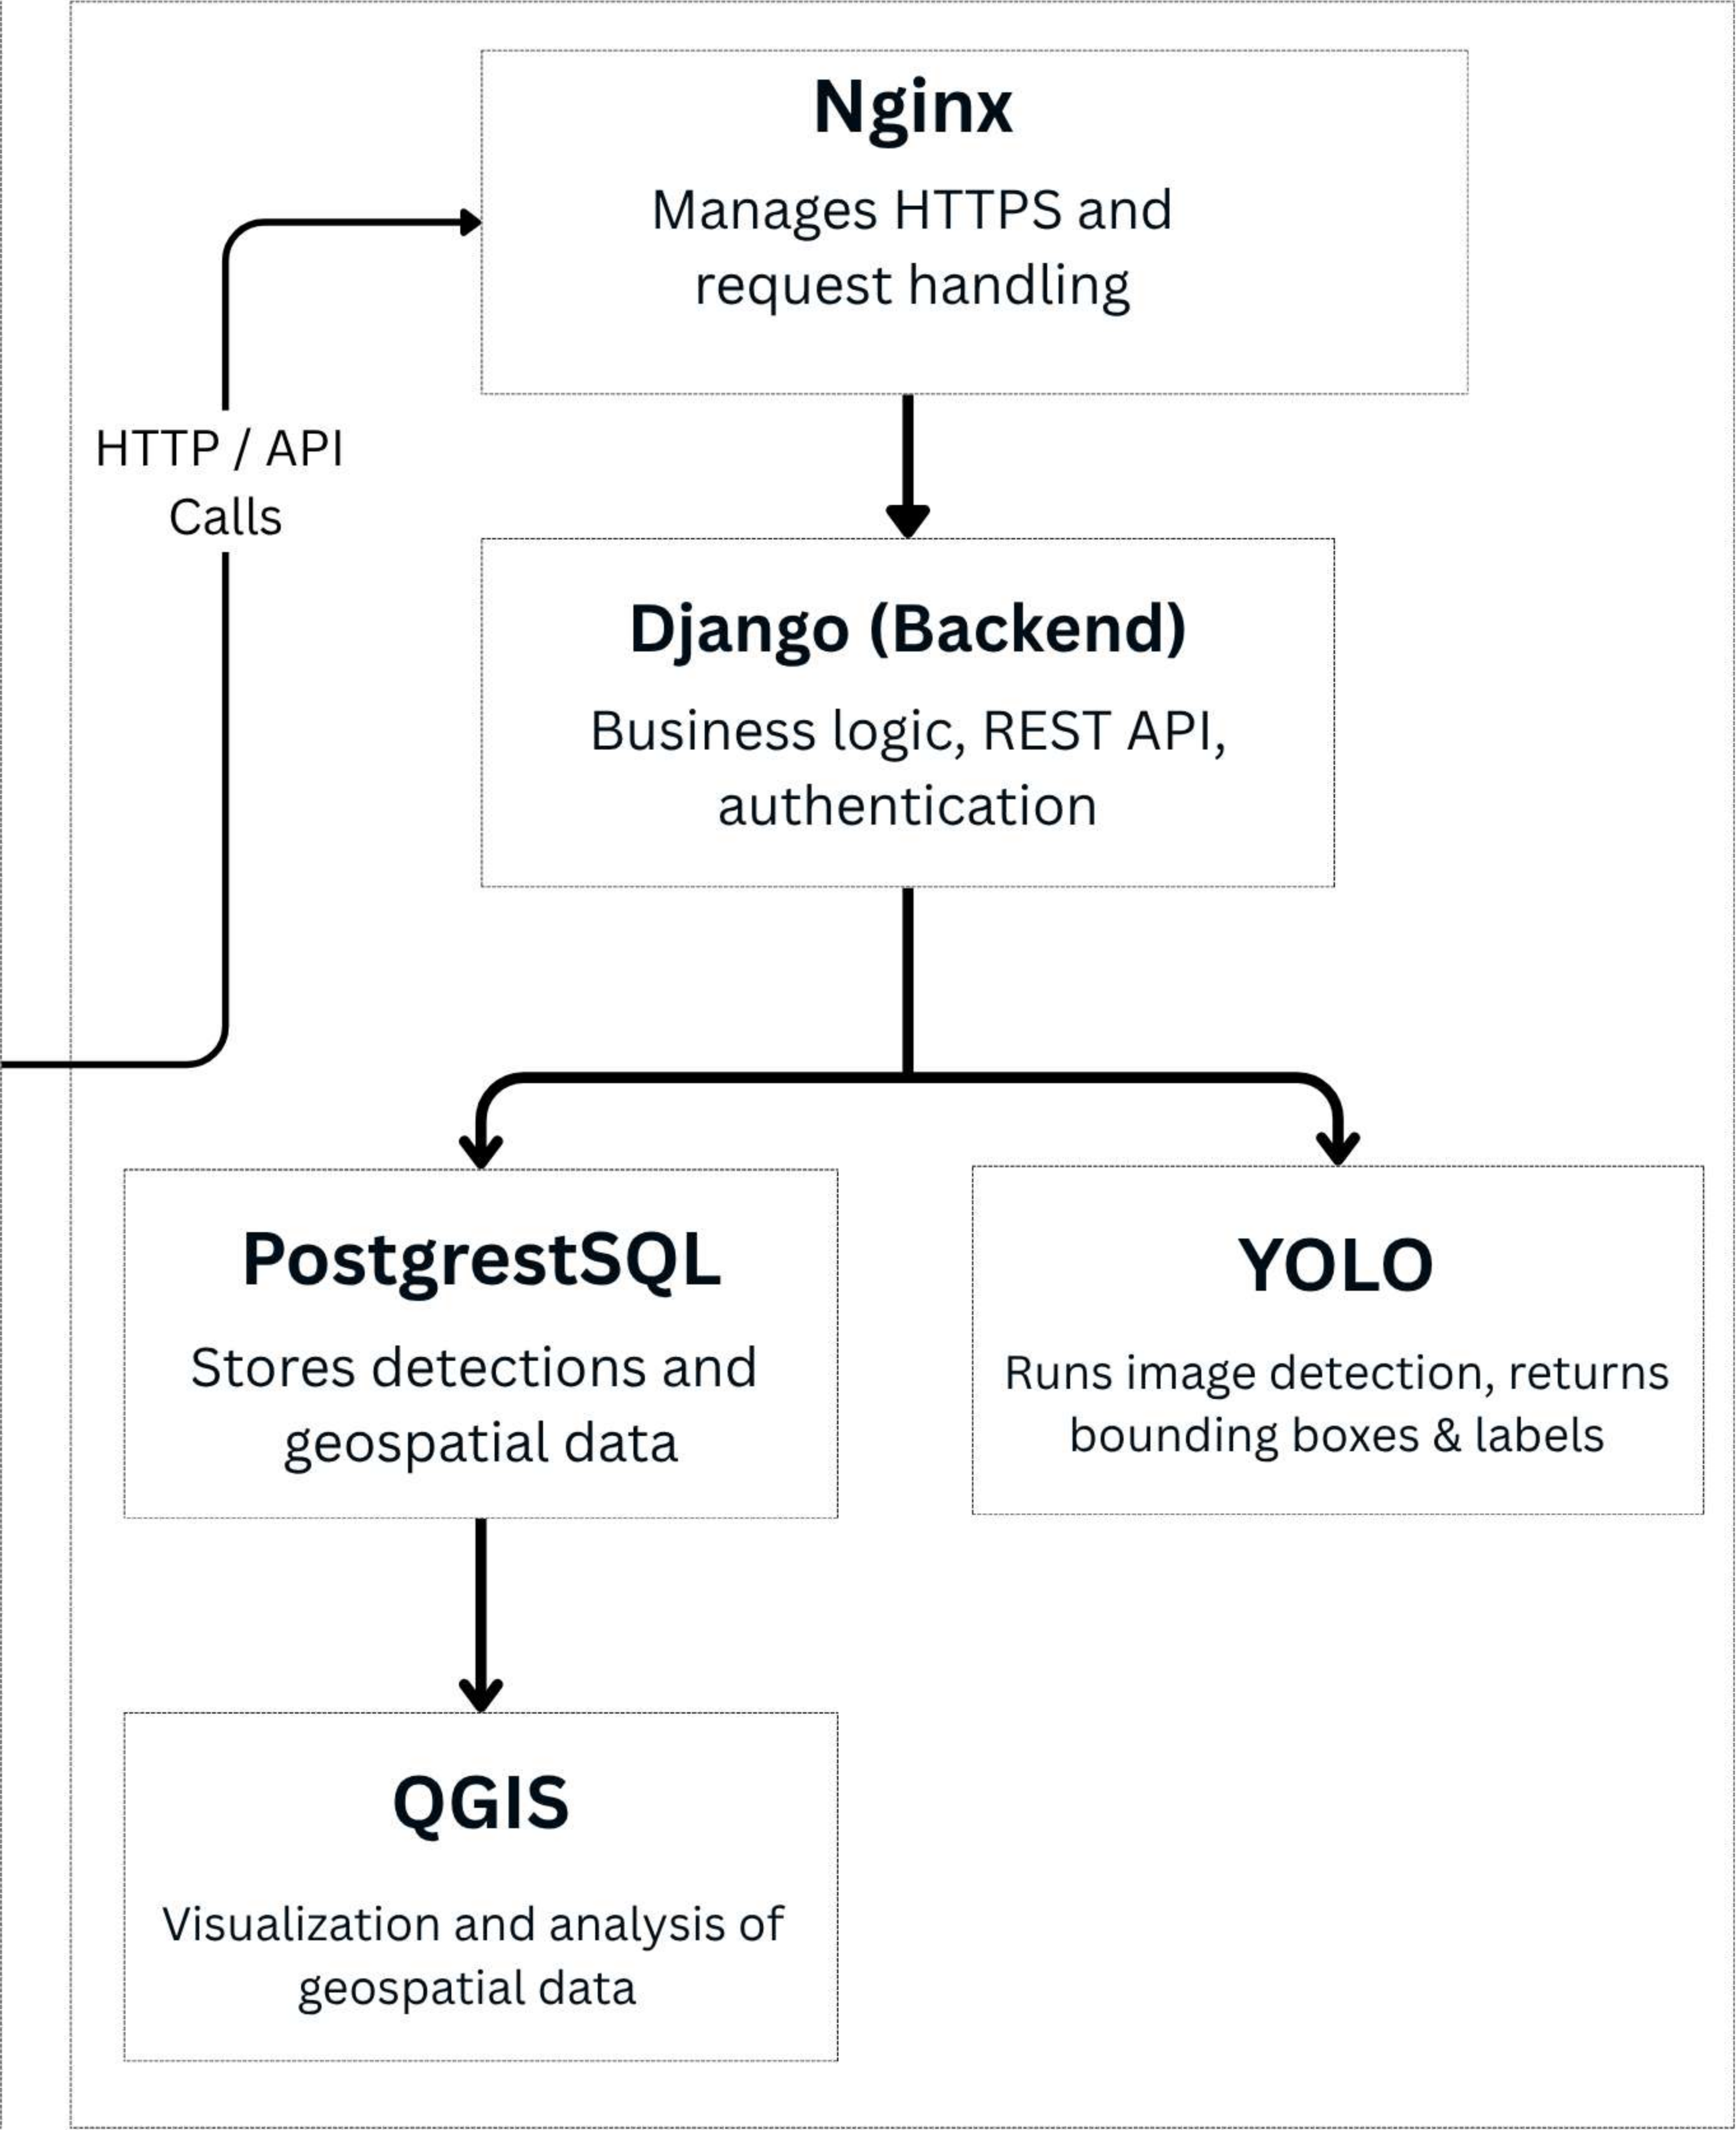 Nginx
Manages HTTPS and
request handling
HTTP / API
Calls
Django (Backend)
Business logic, REST API,
authentication
PostgrestSQL
Stores detections and
geospatial data
YOLO
Runs image detection, returns
bounding boxes & labels
QGIS
Visualization and analysis of
geospatial data